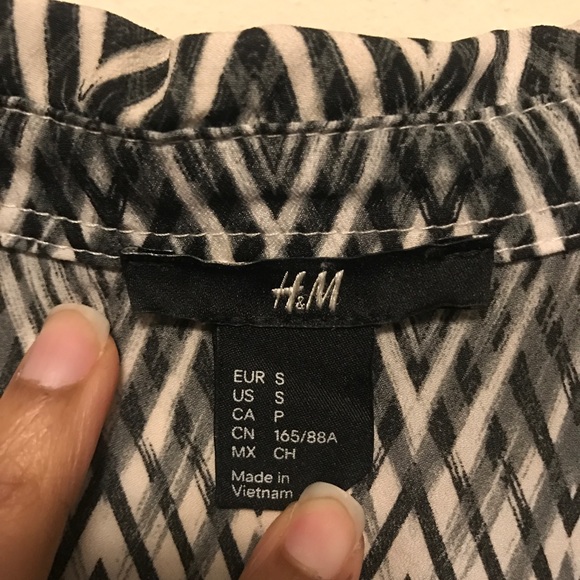 H&M
EUR S
US S
CA P
CN 165/88A
MX CH
Made in
Vietnam